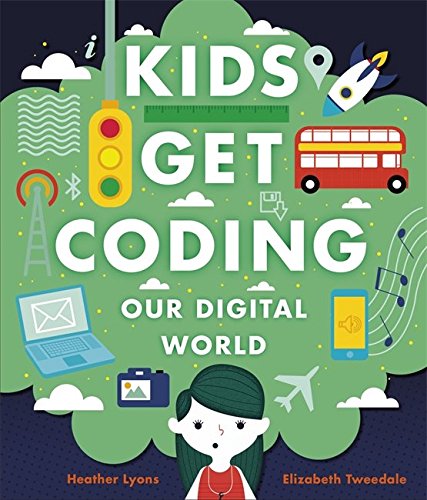 i
KIDS
GET
CODING
OUR DIGITAL
WORLD
Heather Lyons
Elizabeth Tweedale